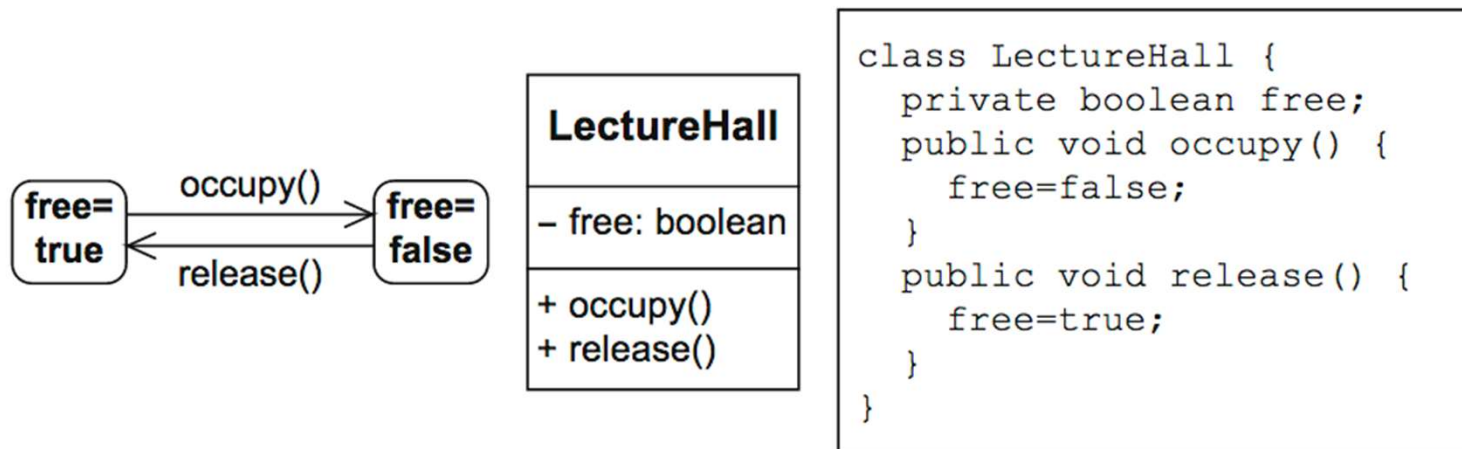 free=
true
occupy()
release()
free=
false
LectureHall
– free: boolean
+ occupy()
+ release()
class LectureHall {
  private boolean free;
  public void occupy() {
    free=false;
  }
  public void release() {
    free=true;
  }
}